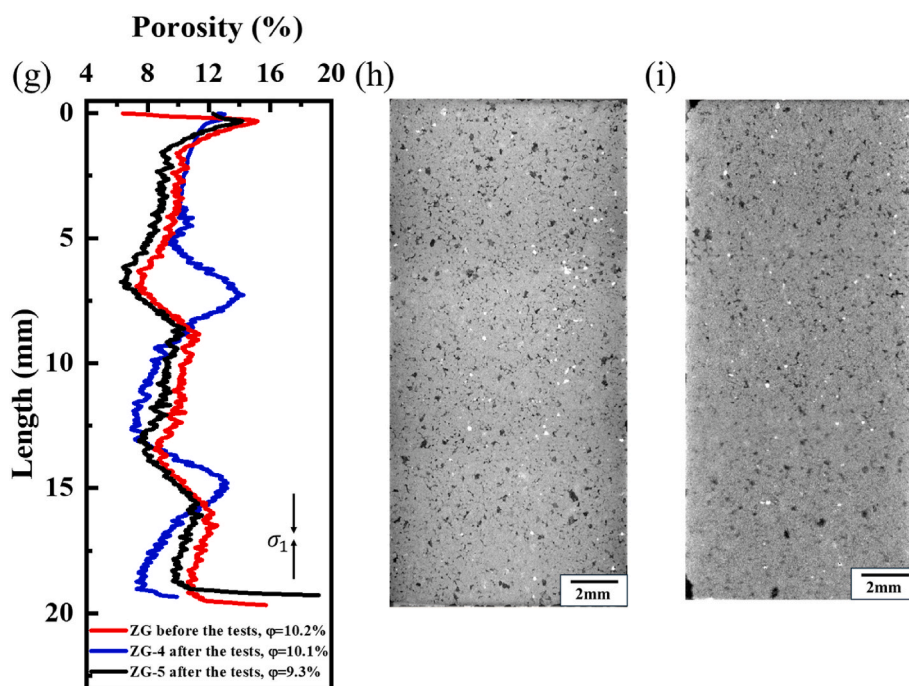 Porosity (%)
(g) 4 8 12 16 20 (h) (i)
0
5
10
15
20
Length (mm)
σ1
2mm
2mm
ZG before the tests, φ=10.2%
ZG-4 after the tests, φ=10.1%
ZG-5 after the tests, φ=9.3%